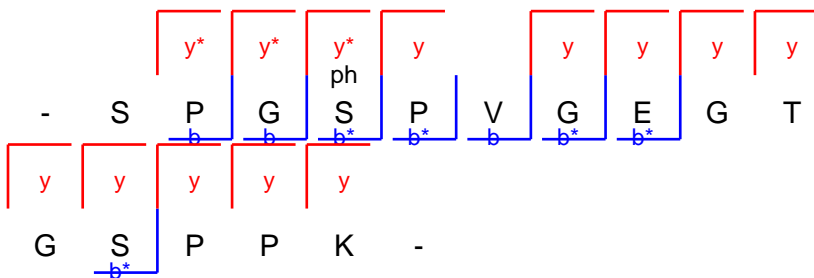 y* y* y* y y y y y
ph
- S P G S P V G E G T
b b b* b* b b* b*
y y y y y
G S P P K -
b*